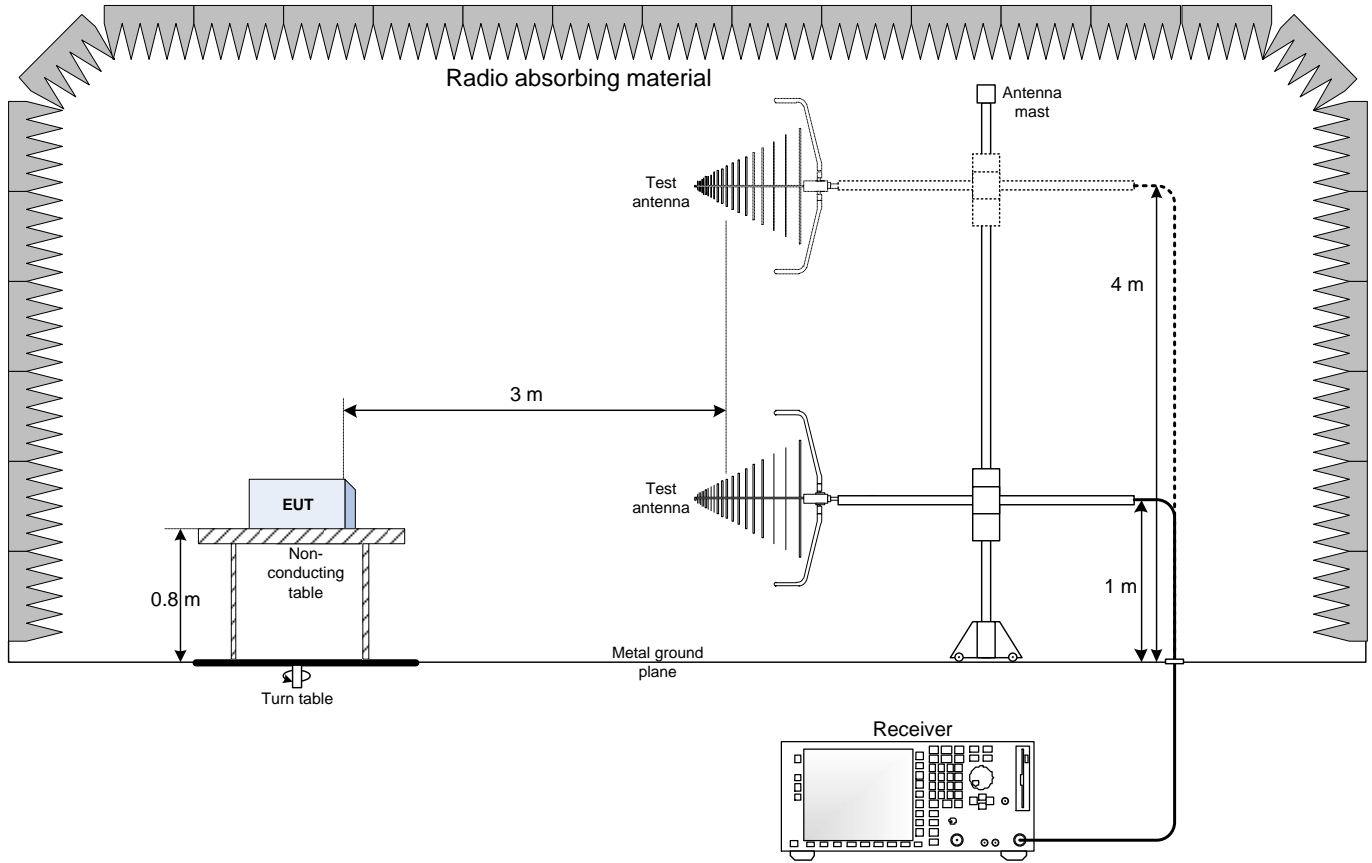 Radio absorbing material
Antenna
mast
Test
antenna
4 m
3 m
EUT
Test
antenna
Non-
conducting
table
0.8 m
1 m
Metal ground
plane
Turn table
Receiver